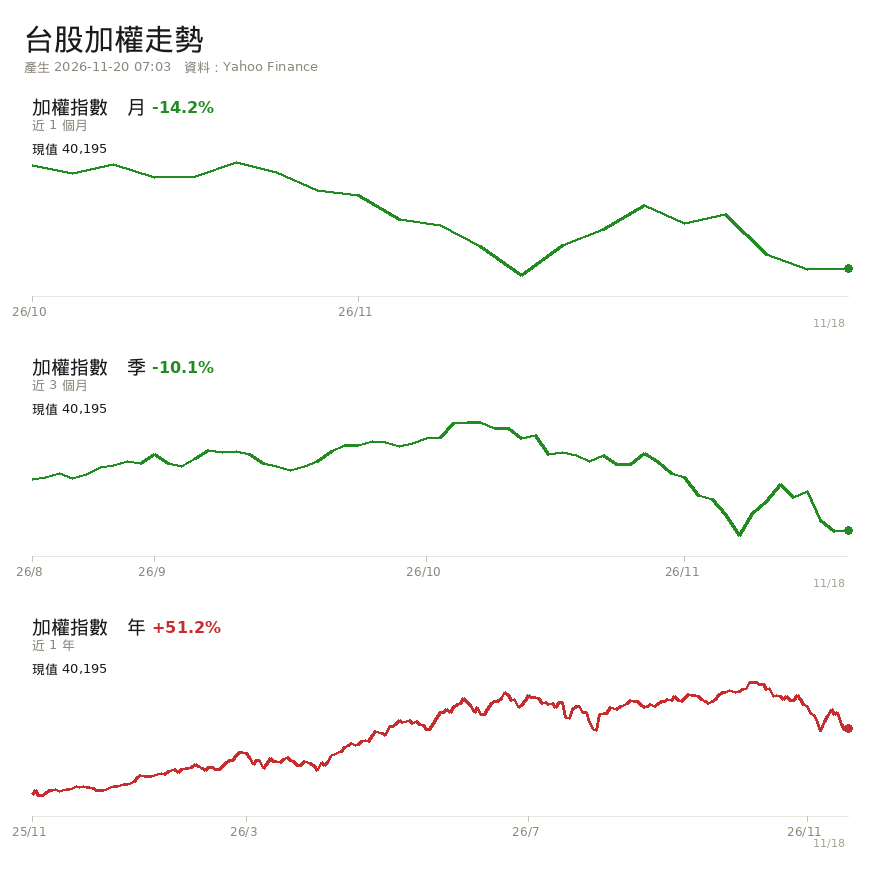 台股加權走勢
產生 2026-11-20 07:03 資料：Yahoo Finance
加權指數 月 -14.2%
近 1 個月
現值 40,195
26/10 26/11
11/18
加權指數 季 -10.1%
近 3 個月
現值 40,195
26/8 26/9 26/10 26/11
11/18
加權指數 年 +51.2%
近 1 年
現值 40,195
25/11 26/3 26/7 26/11
11/18